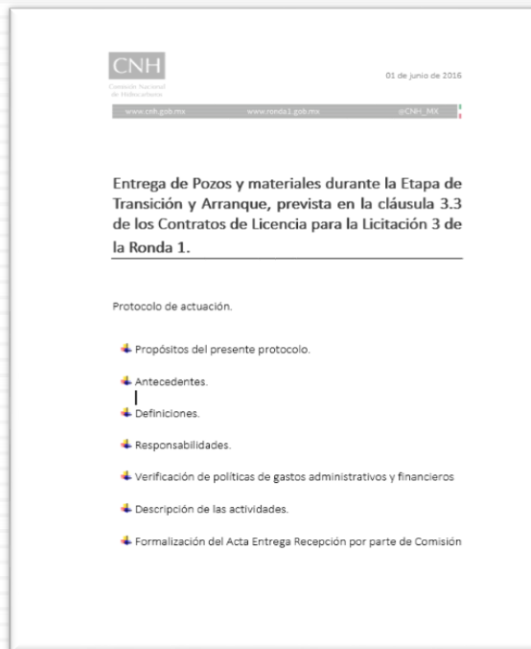 CNH
Comisión Nacional
de Hidrocarburos
01 de junio de 2016
www.cnh.gob.mx www.ronda1.gob.mx @CNH_MX
Entrega de Pozos y materiales durante la Etapa de
Transición y Arranque, prevista en la cláusula 3.3
de los Contratos de Licencia para la Licitación 3 de
la Ronda 1.
Protocolo de actuación.
Propósitos del presente protocolo.
Antecedentes.
Definiciones.
Responsabilidades.
Verificación de políticas de gastos administrativos y financieros
Descripción de las actividades.
Formalización del Acta Entrega Recepción por parte de Comisión